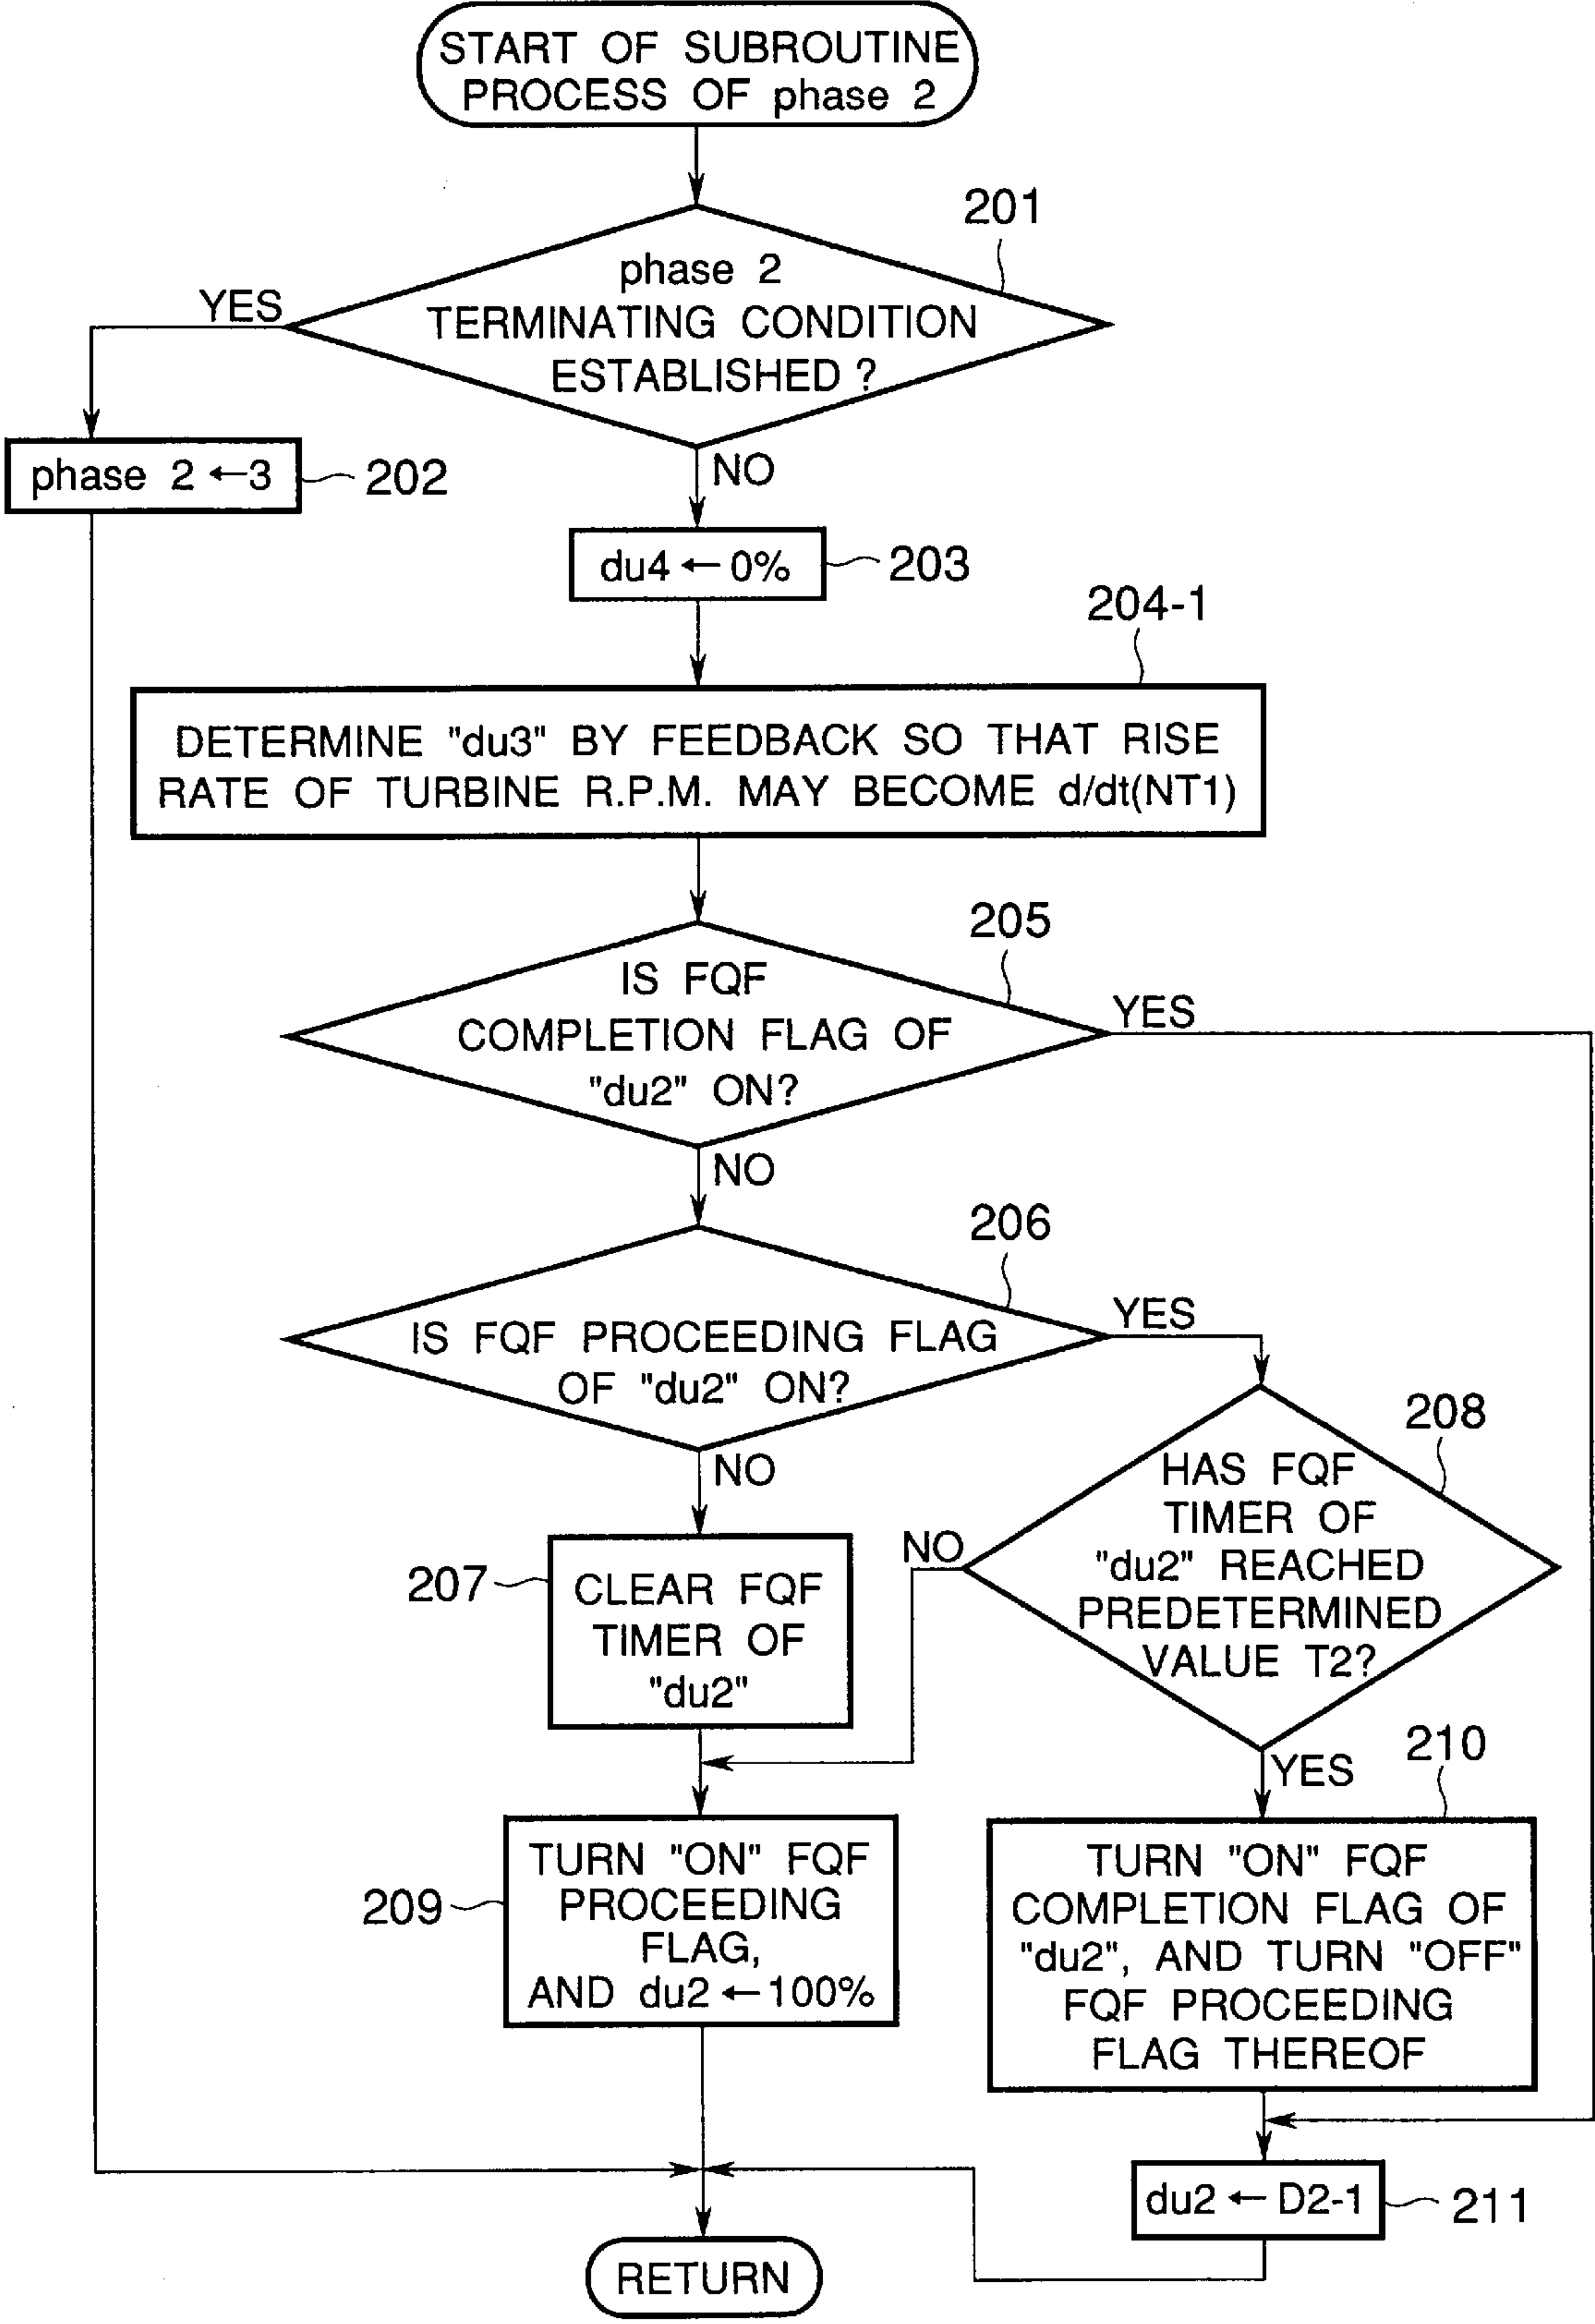 START OF SUBROUTINE
PROCESS OF phase 2
201
phase 2
TERMINATING CONDITION
ESTABLISHED ?
YES
NO
phase 2 ←3
202
du4 ← 0%
203
204-1
DETERMINE "du3" BY FEEDBACK SO THAT RISE
RATE OF TURBINE R.P.M. MAY BECOME d/dt(NT1)
205
IS FQF
COMPLETION FLAG OF
"du2" ON?
YES
NO
206
IS FQF PROCEEDING FLAG
OF "du2" ON?
YES
NO
208
HAS FQF
TIMER OF
"du2" REACHED
PREDETERMINED
VALUE T2?
NO
YES
207
CLEAR FQF
TIMER OF
"du2"
209
TURN "ON" FQF
PROCEEDING
FLAG,
AND du2 ← 100%
210
TURN "ON" FQF
COMPLETION FLAG OF
"du2", AND TURN "OFF"
FQF PROCEEDING
FLAG THEREOF
du2 ← D2-1
211
RETURN